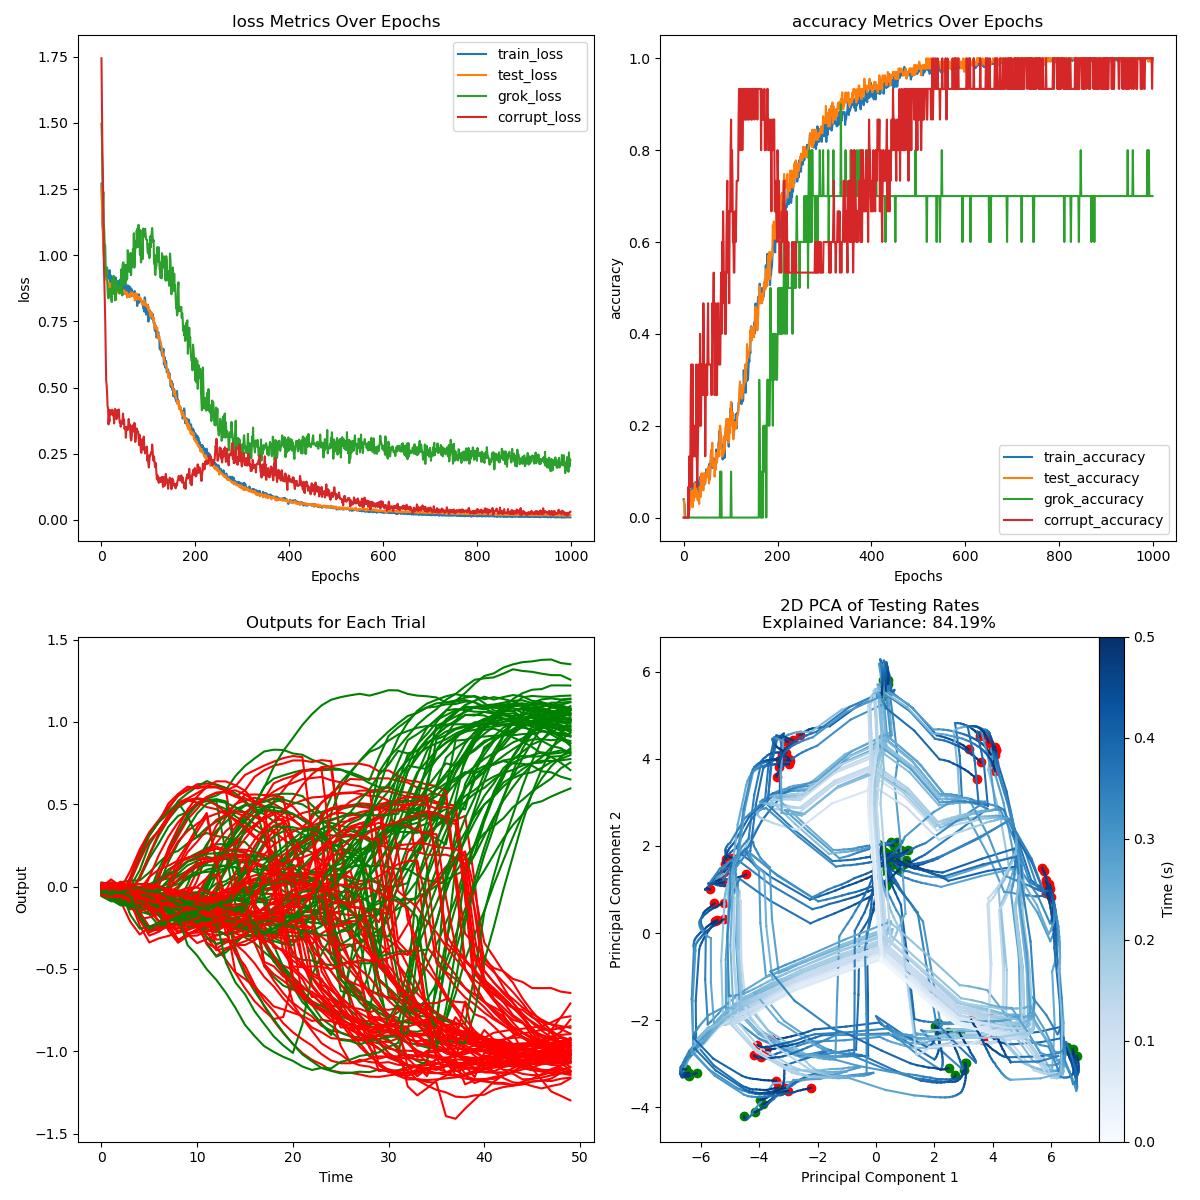 loss Metrics Over Epochs
1.75
1.50
1.25
1.00
0.75
0.50
0.25
0.00
loss
train_loss
test_loss
grok_loss
corrupt_loss
0
200
400
600
800
1000
Epochs
accuracy Metrics Over Epochs
1.0
0.8
0.6
0.4
0.2
0.0
accuracy
train_accuracy
test_accuracy
grok_accuracy
corrupt_accuracy
0
200
400
600
800
1000
Epochs
Outputs for Each Trial
1.5
1.0
0.5
0.0
−0.5
−1.0
−1.5
Output
0
10
20
30
40
50
Time
2D PCA of Testing Rates
Explained Variance: 84.19%
6
4
2
0
−2
−4
Principal Component 2
−6
−4
−2
0
2
4
6
Principal Component 1
0.5
0.4
0.3
0.2
0.1
0.0
Time (s)